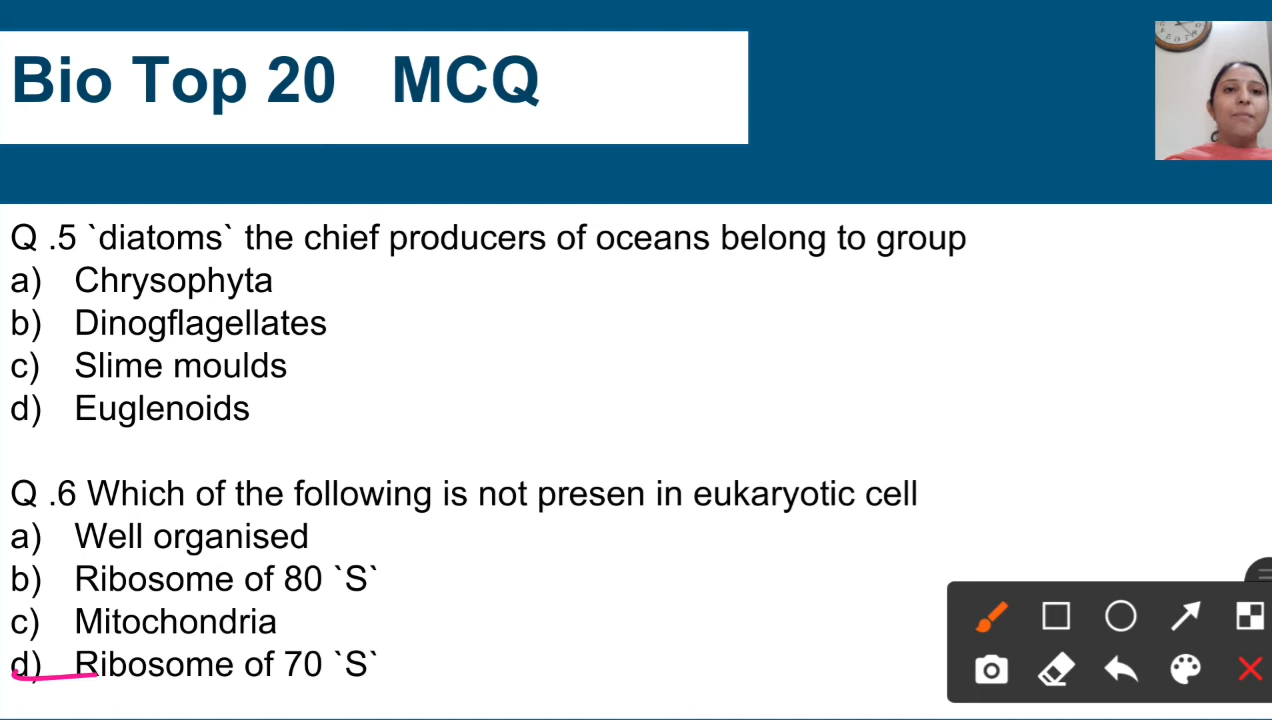 Bio Top 20 MCQ
Q .5 `diatoms` the chief producers of oceans belong to group
a) Chrysophyta
b) Dinogflagellates
c) Slime moulds
d) Euglenoids
Q .6 Which of the following is not presen in eukaryotic cell
a) Well organised
b) Ribosome of 80 `S`
c) Mitochondria
d) Ribosome of 70 `S`